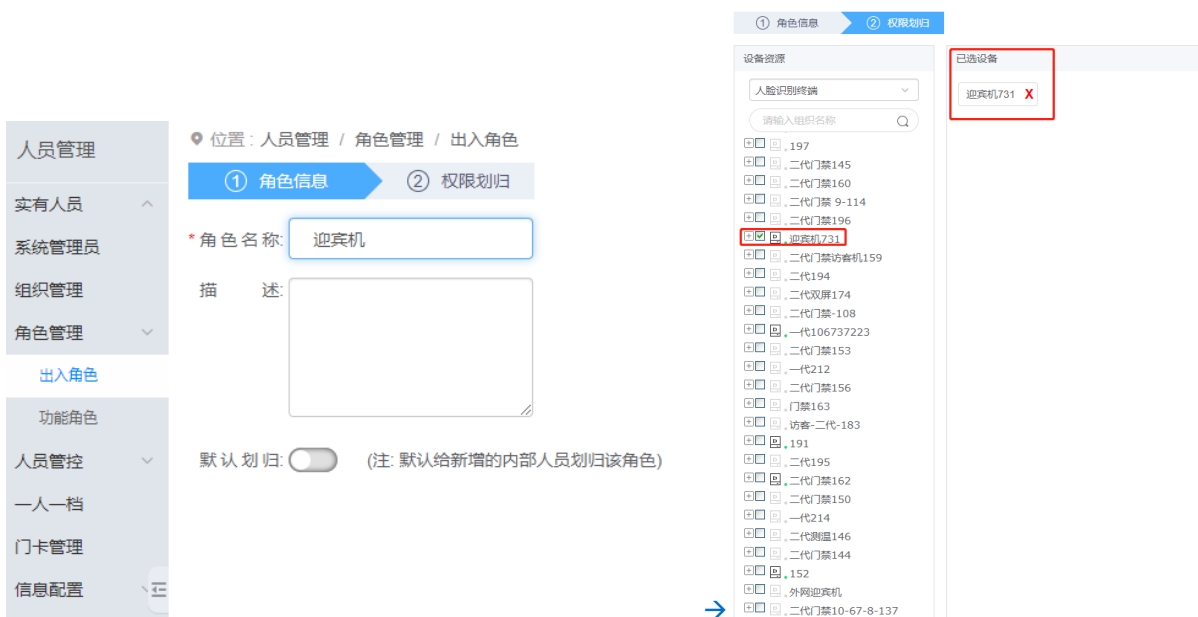 人员管理
实有人员
系统管理员
组织管理
角色管理
出入角色
功能角色
人员管控
一人一档
门卡管理
信息配置
位置 : 人员管理 / 角色管理 / 出入角色
① 角色信息
② 权限划归
* 角色名称:
迎宾机
描 述:
默认划归:
(注: 默认给新增的内部人员划归该角色)
① 角色信息
② 权限划归
设备资源
人脸识别终端
请输入组织名称
197
二代门禁145
二代门禁160
二代门禁 9-114
二代门禁196
迎宾机731
二代门禁访客机159
二代194
二代双屏174
二代门禁-108
一代106737223
二代门禁153
一代212
二代门禁156
门禁163
访客-二代-183
191
二代195
二代门禁162
二代门禁150
一代214
二代测温146
二代门禁144
152
外网迎宾机
二代门禁10-67-8-137
已选设备
迎宾机731 X